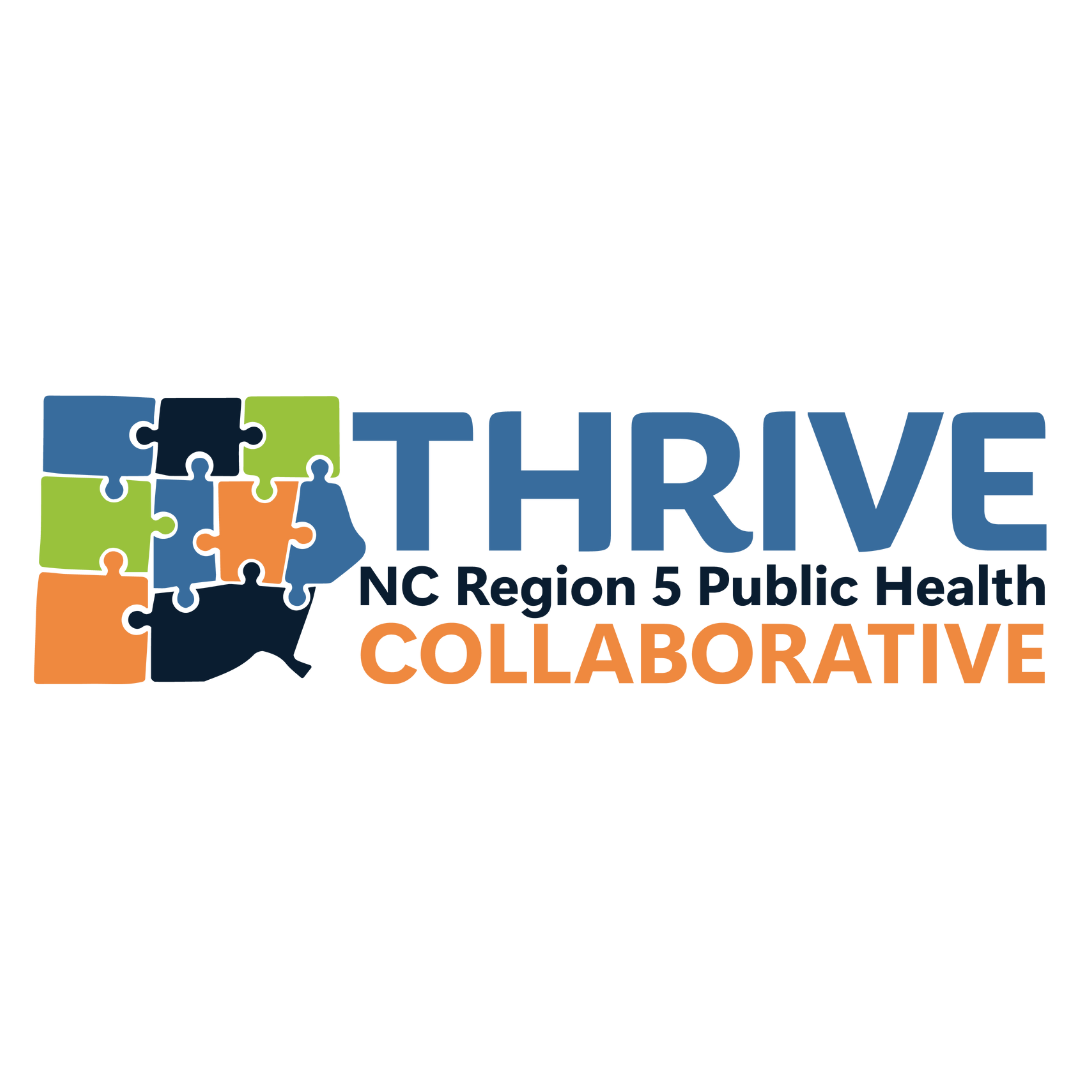 THRIVE
NC Region 5 Public Health
COLLABORATIVE